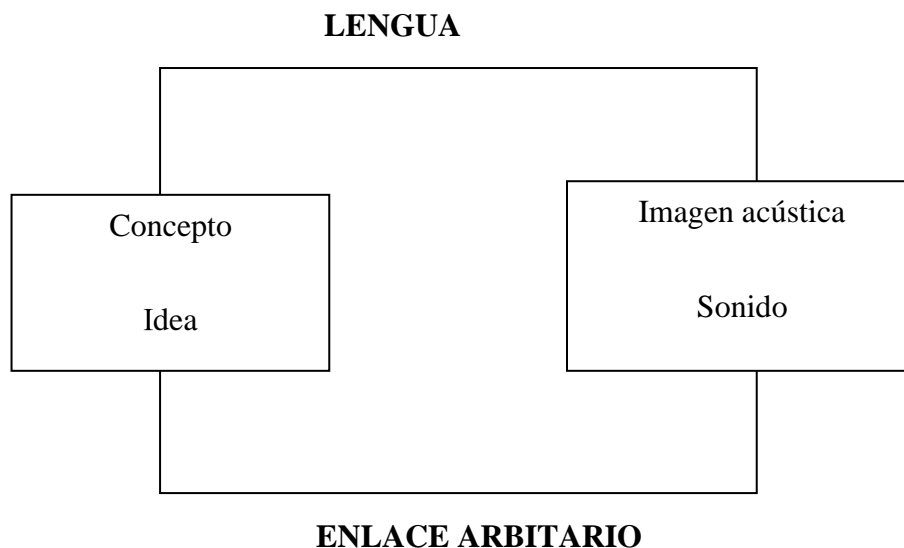 LENGUA
Concepto
Imagen acústica
Idea
Sonido
ENLACE ARBITARIO